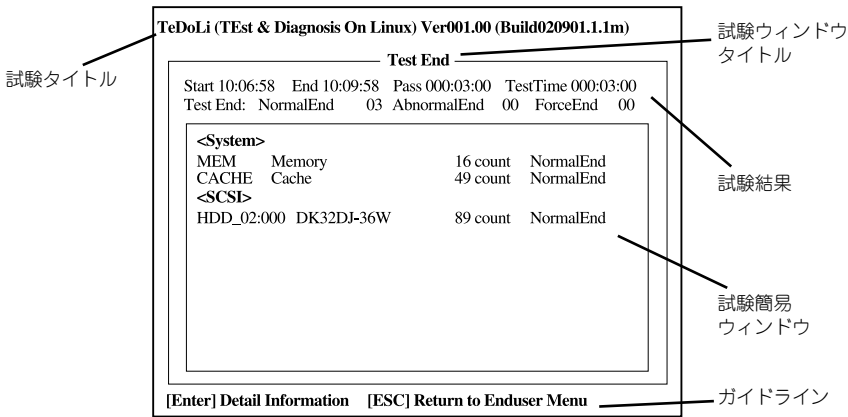 TeDoLi (TEst & Diagnosis On Linux) Ver001.00 (Build020901.1.1m)
試験ウィンドウ
タイトル
試験タイトル
Test End
Start 10:06:58 End 10:09:58 Pass 000:03:00 TestTime 000:03:00
Test End: NormalEnd 03 AbnormalEnd 00 ForceEnd 00
<System>
MEM Memory 16 count NormalEnd
CACHE Cache 49 count NormalEnd
<SCSI>
HDD_02:000 DK32DJ-36W 89 count NormalEnd
試験結果
試験簡易
ウィンドウ
[Enter] Detail Information [ESC] Return to Enduser Menu
ガイドライン